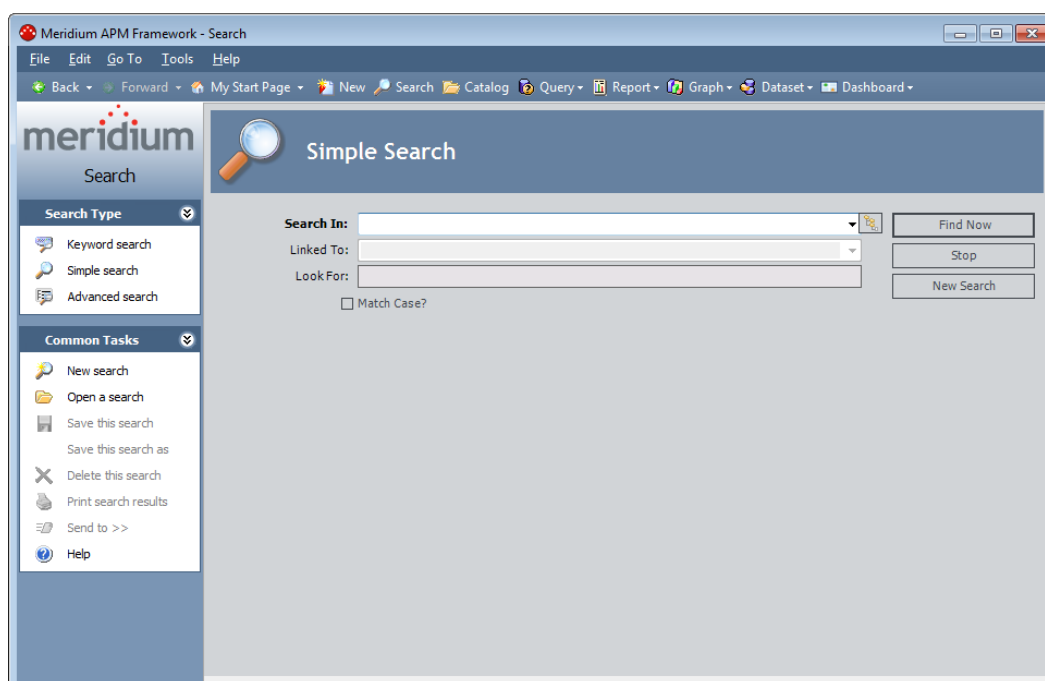 Meridium APM Framework - Search
File Edit Go To Tools Help
Back Forward My Start Page New Search Catalog Query Report Graph Dataset Dashboard
meridium
Search
Simple Search
Search Type
Keyword search
Simple search
Advanced search
Common Tasks
New search
Open a search
Save this search
Save this search as
Delete this search
Print search results
Send to >>
Help
Search In:
Linked To:
Look For:
Match Case?
Find Now
Stop
New Search